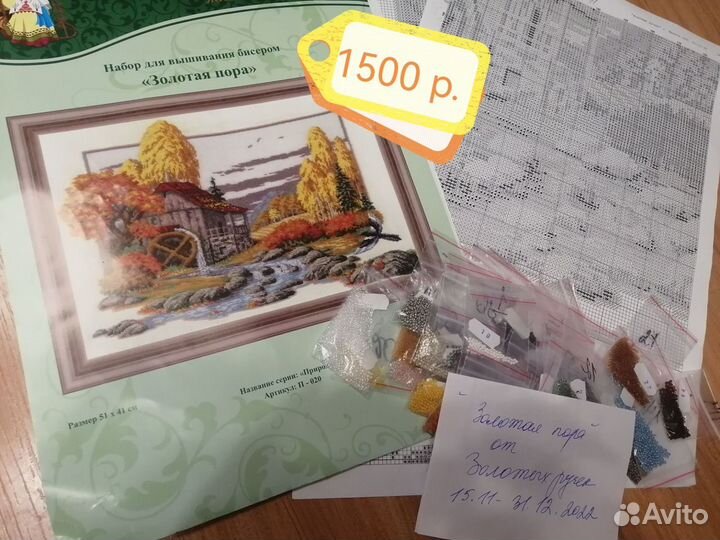 Набор для вышивания бисером
«Золотая пора»
1500 р.
Название серии: «Приро
Артикул: П - 020
Размер 51 х 41 см
27
"Золотая пора"
от
Золотых ручек
15.11 - 31.12.2022
Avito